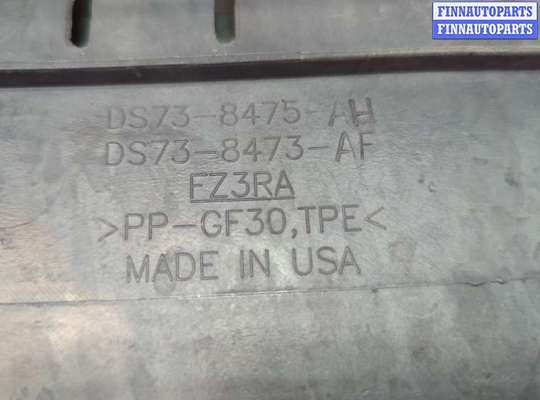 FINNAUTOPARTS
FINNAUTOPARTS
DS73-8475-AH
DS73-8473-AF
FZ3RA
>PP-GF30,TPE<
MADE IN USA